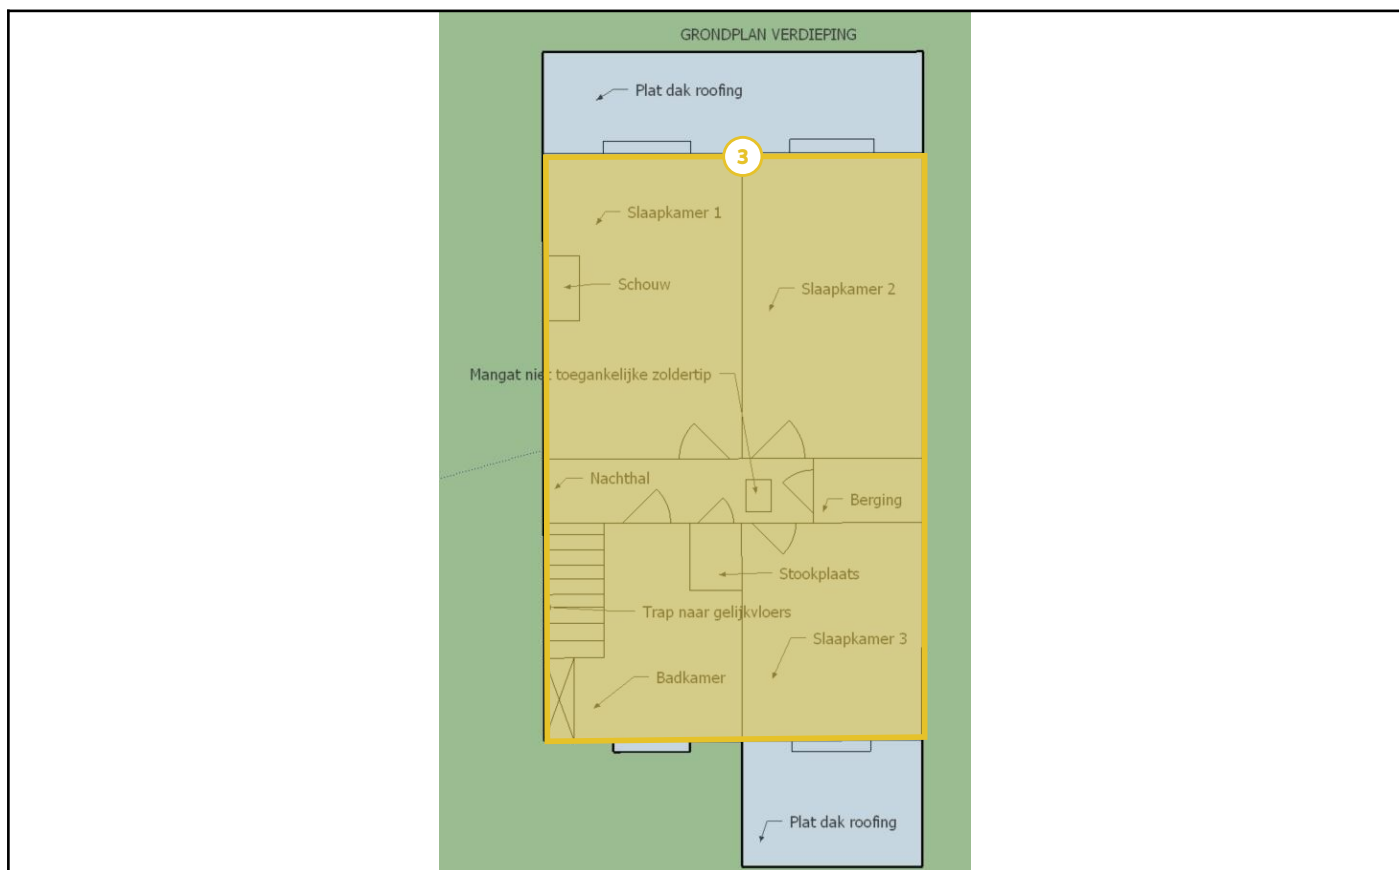 GRONDPLAN VERDIEPING
Plat dak roofing
3
Slaapkamer 1
Schouw
Slaapkamer 2
Mangat niet toegankelijke zoldertip
Nachthal
Berging
Stookplaats
Trap naar gelijkvloers
Slaapkamer 3
Badkamer
Plat dak roofing